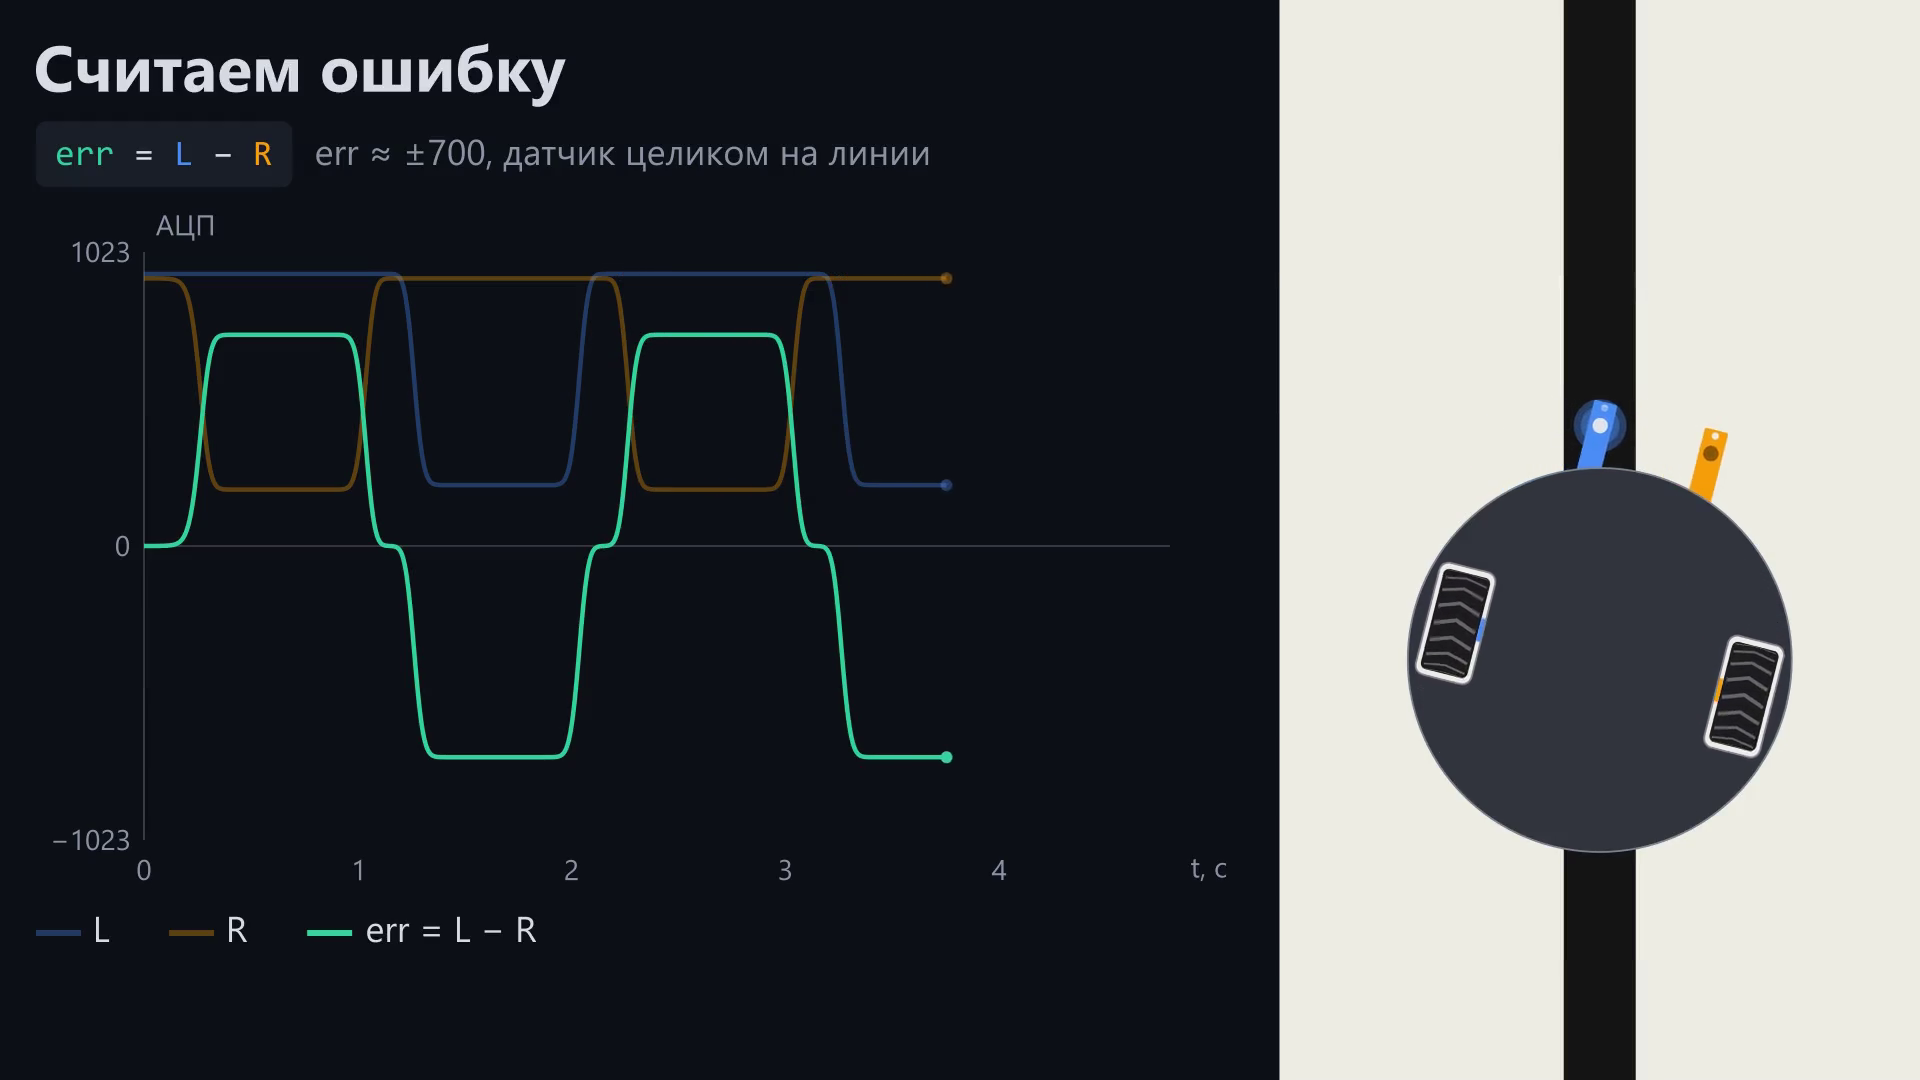 Считаем ошибку
err = L − R
err ≈ ±700, датчик целиком на линии
АЦП
1023
0
−1023
0 1 2 3 4 t, с
L R err = L − R